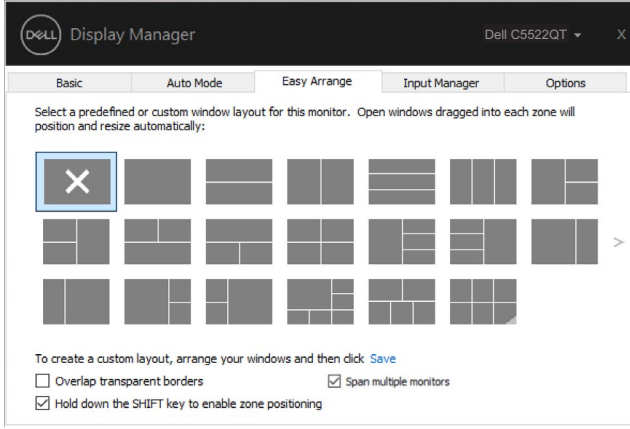 DELL Display Manager Dell C5522QT X
Basic Auto Mode Easy Arrange Input Manager Options
Select a predefined or custom window layout for this monitor. Open windows dragged into each zone will
position and resize automatically:
>
To create a custom layout, arrange your windows and then click Save
Overlap transparent borders Span multiple monitors
Hold down the SHIFT key to enable zone positioning